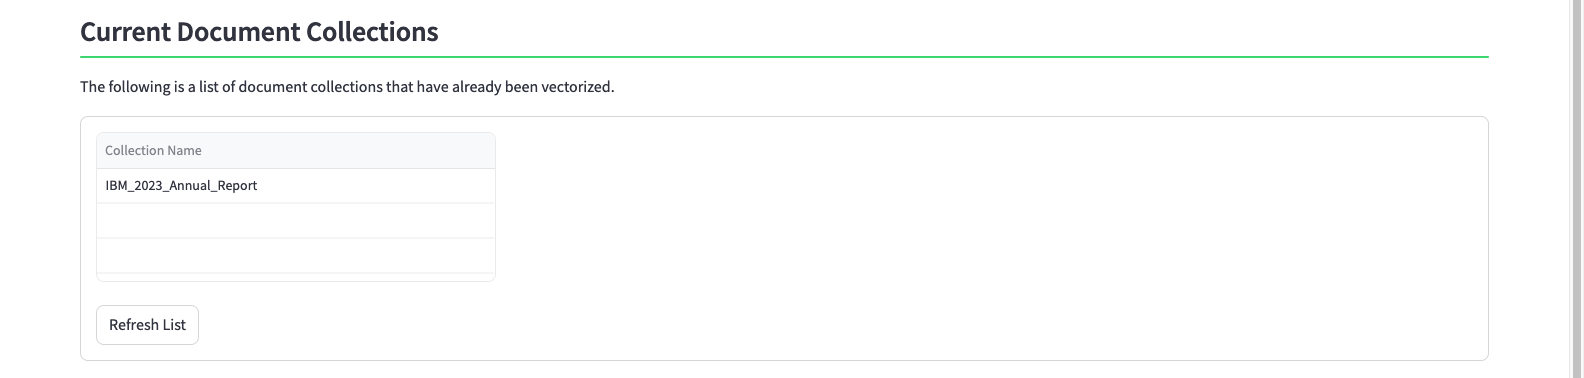 Current Document Collections
The following is a list of document collections that have already been vectorized.
Collection Name
IBM_2023_Annual_Report
Refresh List